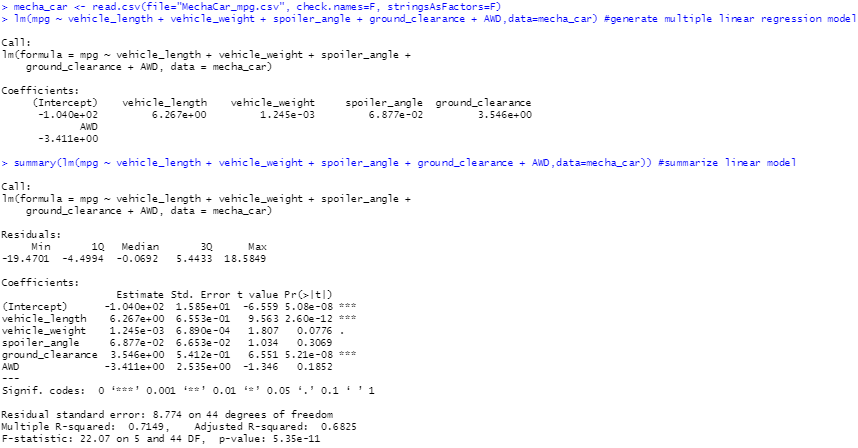 > mecha_car <- read.csv(file="MechaCar_mpg.csv", check.names=F, stringsAsFactors=F)
> lm(mpg ~ vehicle_length + vehicle_weight + spoiler_angle + ground_clearance + AWD,data=mecha_car) #generate multiple linear regression model
Call:
lm(formula = mpg ~ vehicle_length + vehicle_weight + spoiler_angle +
    ground_clearance + AWD, data = mecha_car)
Coefficients:
     (Intercept)    vehicle_length    vehicle_weight     spoiler_angle  ground_clearance
      -1.040e+02         6.267e+00         1.245e-03         6.877e-02         3.546e+00
             AWD
      -3.411e+00
> summary(lm(mpg ~ vehicle_length + vehicle_weight + spoiler_angle + ground_clearance + AWD,data=mecha_car)) #summarize linear model
Call:
lm(formula = mpg ~ vehicle_length + vehicle_weight + spoiler_angle +
    ground_clearance + AWD, data = mecha_car)
Residuals:
     Min       1Q   Median       3Q      Max
-19.4701  -4.4994  -0.0692   5.4433  18.5849
Coefficients:
                   Estimate Std. Error t value Pr(>|t|)
(Intercept)      -1.040e+02  1.585e+01  -6.559 5.08e-08 ***
vehicle_length    6.267e+00  6.553e-01   9.563 2.60e-12 ***
vehicle_weight    1.245e-03  6.890e-04   1.807   0.0776 .
spoiler_angle     6.877e-02  6.653e-02   1.034   0.3069
ground_clearance  3.546e+00  5.412e-01   6.551 5.21e-08 ***
AWD              -3.411e+00  2.535e+00  -1.346   0.1852
---
Signif. codes:  0 ‘***’ 0.001 ‘**’ 0.01 ‘*’ 0.05 ‘.’ 0.1 ‘ ’ 1
Residual standard error: 8.774 on 44 degrees of freedom
Multiple R-squared:  0.7149,	Adjusted R-squared:  0.6825
F-statistic: 22.07 on 5 and 44 DF,  p-value: 5.35e-11